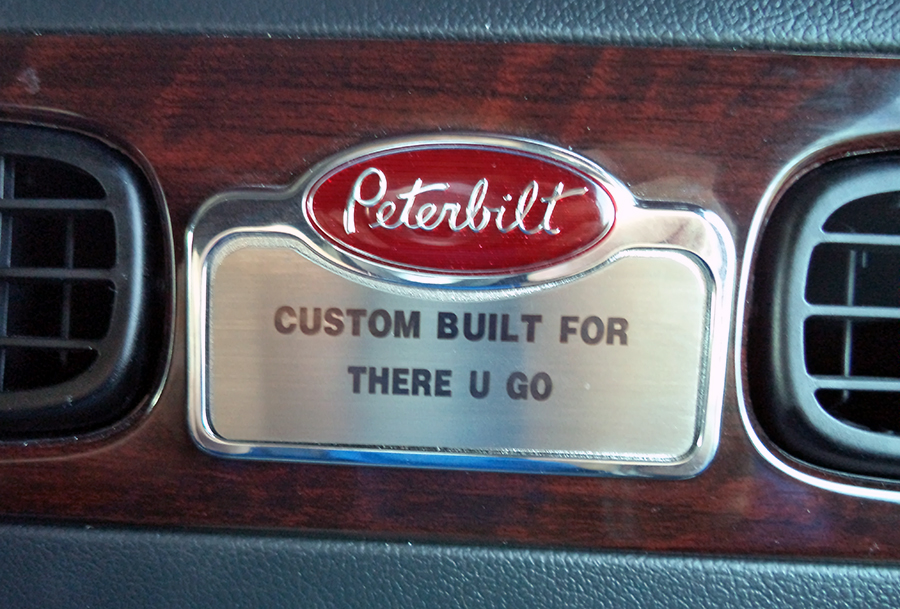 Peterbilt
CUSTOM BUILT FOR
THERE U GO